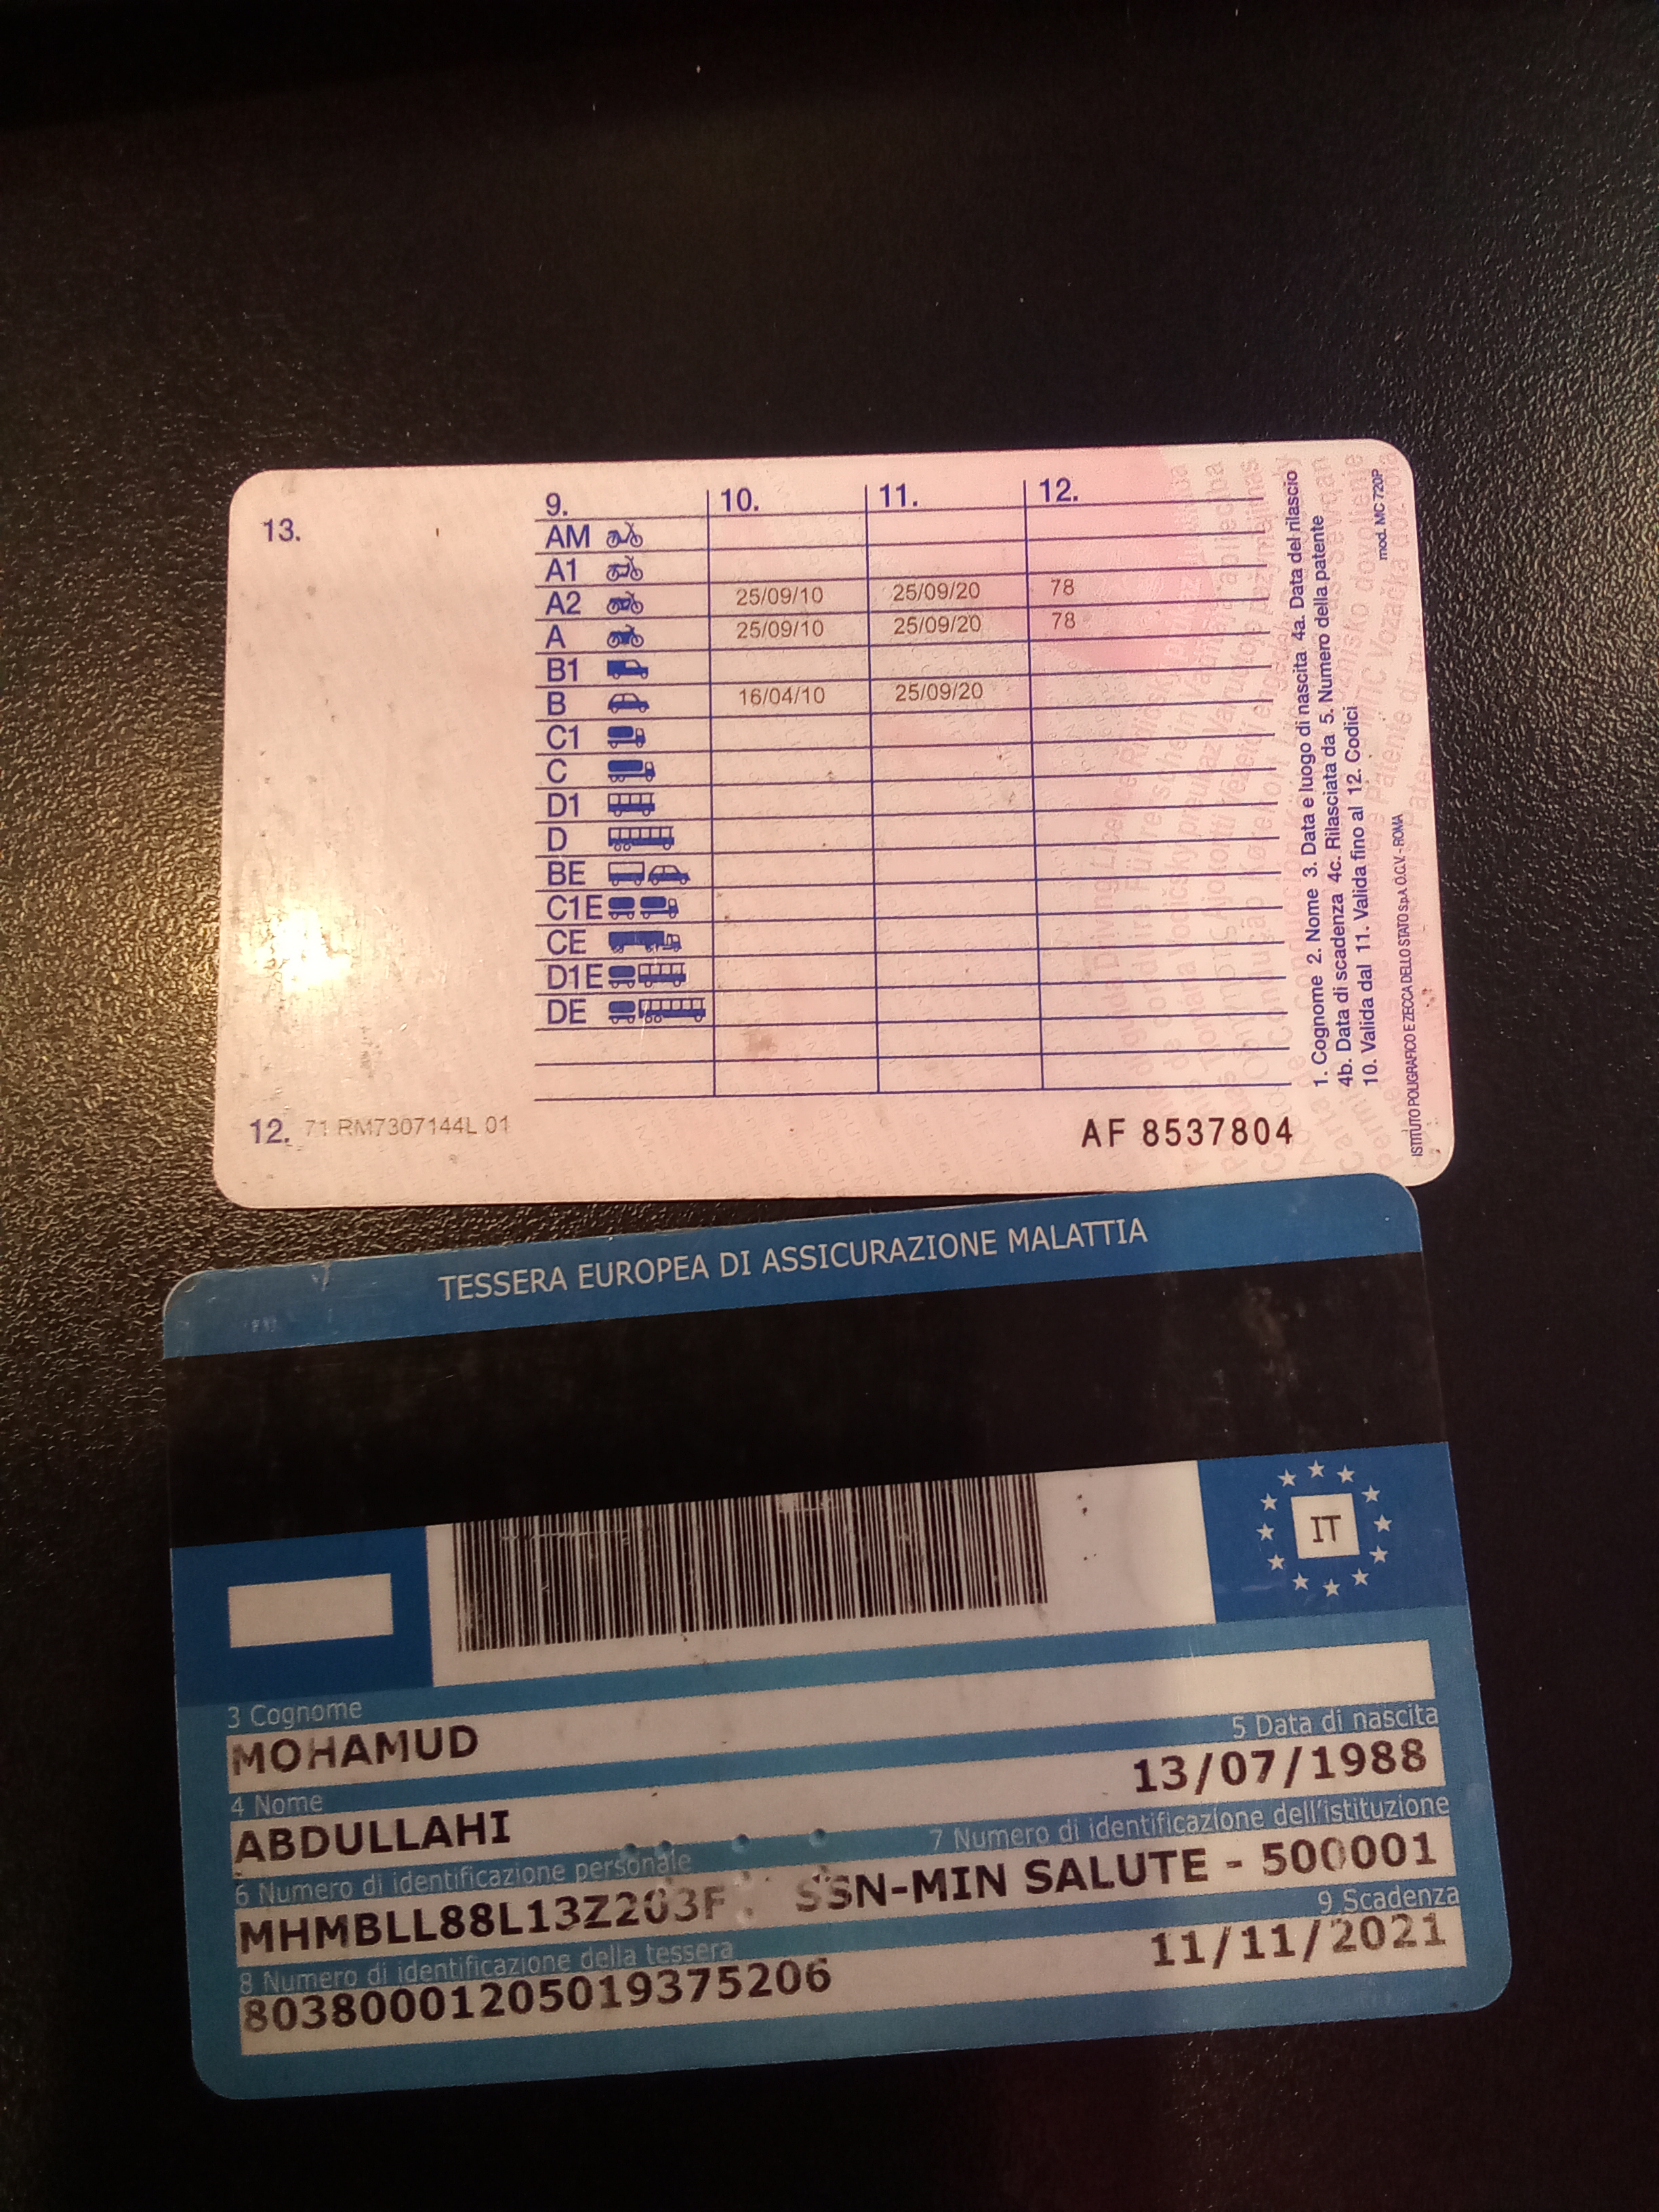 13.
9. 10. 11. 12.
AM
A1
A2 25/09/10 25/09/20 78
A 25/09/10 25/09/20 78
B1
B 16/04/10 25/09/20
C1
C
D1
D
BE
C1E
CE
D1E
DE
12. 71 RM7307144L 01
AF 8537804
1. Cognome 2. Nome 3. Data e luogo di nascita 4a. Data del rilascio
4b. Data di scadenza 4c. Rilasciata da 5. Numero della patente
10. Valida dal 11. Valida fino al 12. Codici
mod. MC 720P
ISTITUTO POLIGRAFICO E ZECCA DELLO STATO S.p.A. O.C.V. - ROMA
TESSERA EUROPEA DI ASSICURAZIONE MALATTIA
IT
3 Cognome
MOHAMUD
5 Data di nascita
4 Nome
ABDULLAHI
13/07/1988
6 Numero di identificazione personale
7 Numero di identificazione dell'istituzione
MHMBLL88L13Z203F SSN-MIN SALUTE - 500001
8 Numero di identificazione della tessera
9 Scadenza
80380001205019375206
11/11/2021